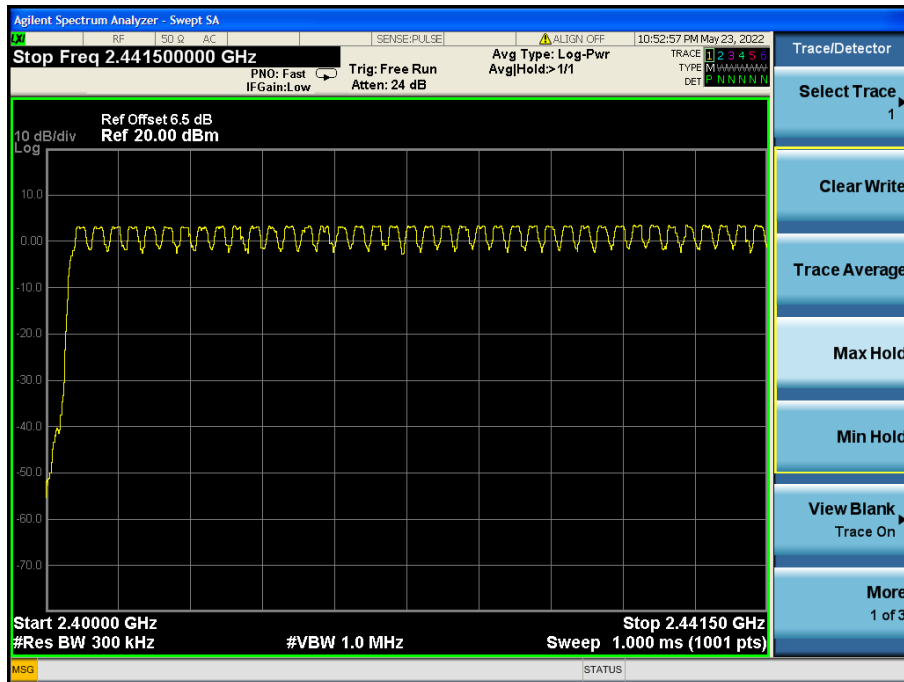 Agilent Spectrum Analyzer - Swept SA
LXI RF 50 Ω AC SENSE:PULSE ALIGN OFF 10:52:57 PM May 23, 2022
Stop Freq 2.441500000 GHz
PNO: Fast
IFGain:Low
Trig: Free Run
Atten: 24 dB
Avg Type: Log-Pwr
Avg|Hold:>1/1
TRACE 1 2 3 4 5 6
TYPE M W W W W W
DET P N N N N N
Ref Offset 6.5 dB
10 dB/div Ref 20.00 dBm
Log
10.0
0.00
-10.0
-20.0
-30.0
-40.0
-50.0
-60.0
-70.0
Start 2.40000 GHz Stop 2.44150 GHz
#Res BW 300 kHz #VBW 1.0 MHz Sweep 1.000 ms (1001 pts)
MSG STATUS
Trace/Detector
Select Trace
1
Clear Write
Trace Average
Max Hold
Min Hold
View Blank
Trace On
More
1 of 3